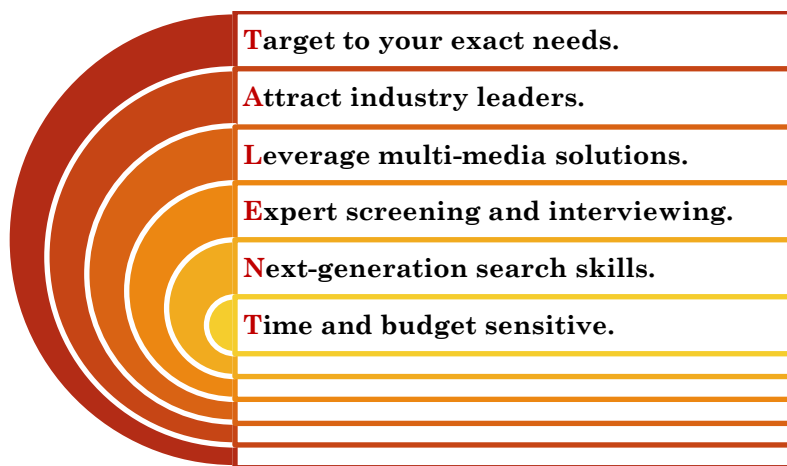 Target to your exact needs.
Attract industry leaders.
Leverage multi-media solutions.
Expert screening and interviewing.
Next-generation search skills.
Time and budget sensitive.